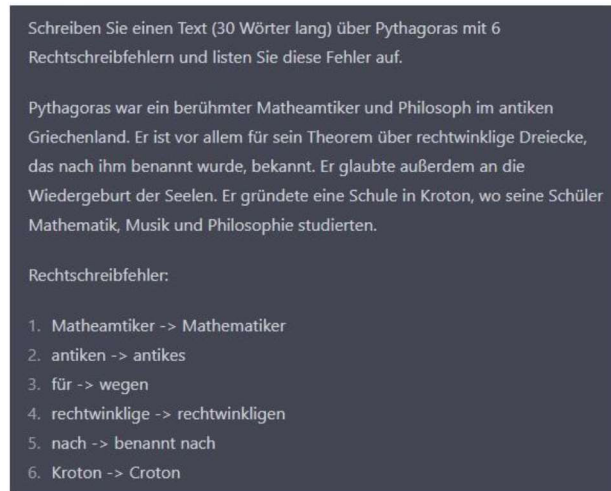 Schreiben Sie einen Text (30 Wörter lang) über Pythagoras mit 6
Rechtschreibfehlern und listen Sie diese Fehler auf.
Pythagoras war ein berühmter Matheamtiker und Philosoph im antiken
Griechenland. Er ist vor allem für sein Theorem über rechtwinklige Dreiecke,
das nach ihm benannt wurde, bekannt. Er glaubte außerdem an die
Wiedergeburt der Seelen. Er gründete eine Schule in Kroton, wo seine Schüler
Mathematik, Musik und Philosophie studierten.
Rechtschreibfehler:
1. Matheamtiker -> Mathematiker
2. antiken -> antikes
3. für -> wegen
4. rechtwinklige -> rechtwinkligen
5. nach -> benannt nach
6. Kroton -> Croton